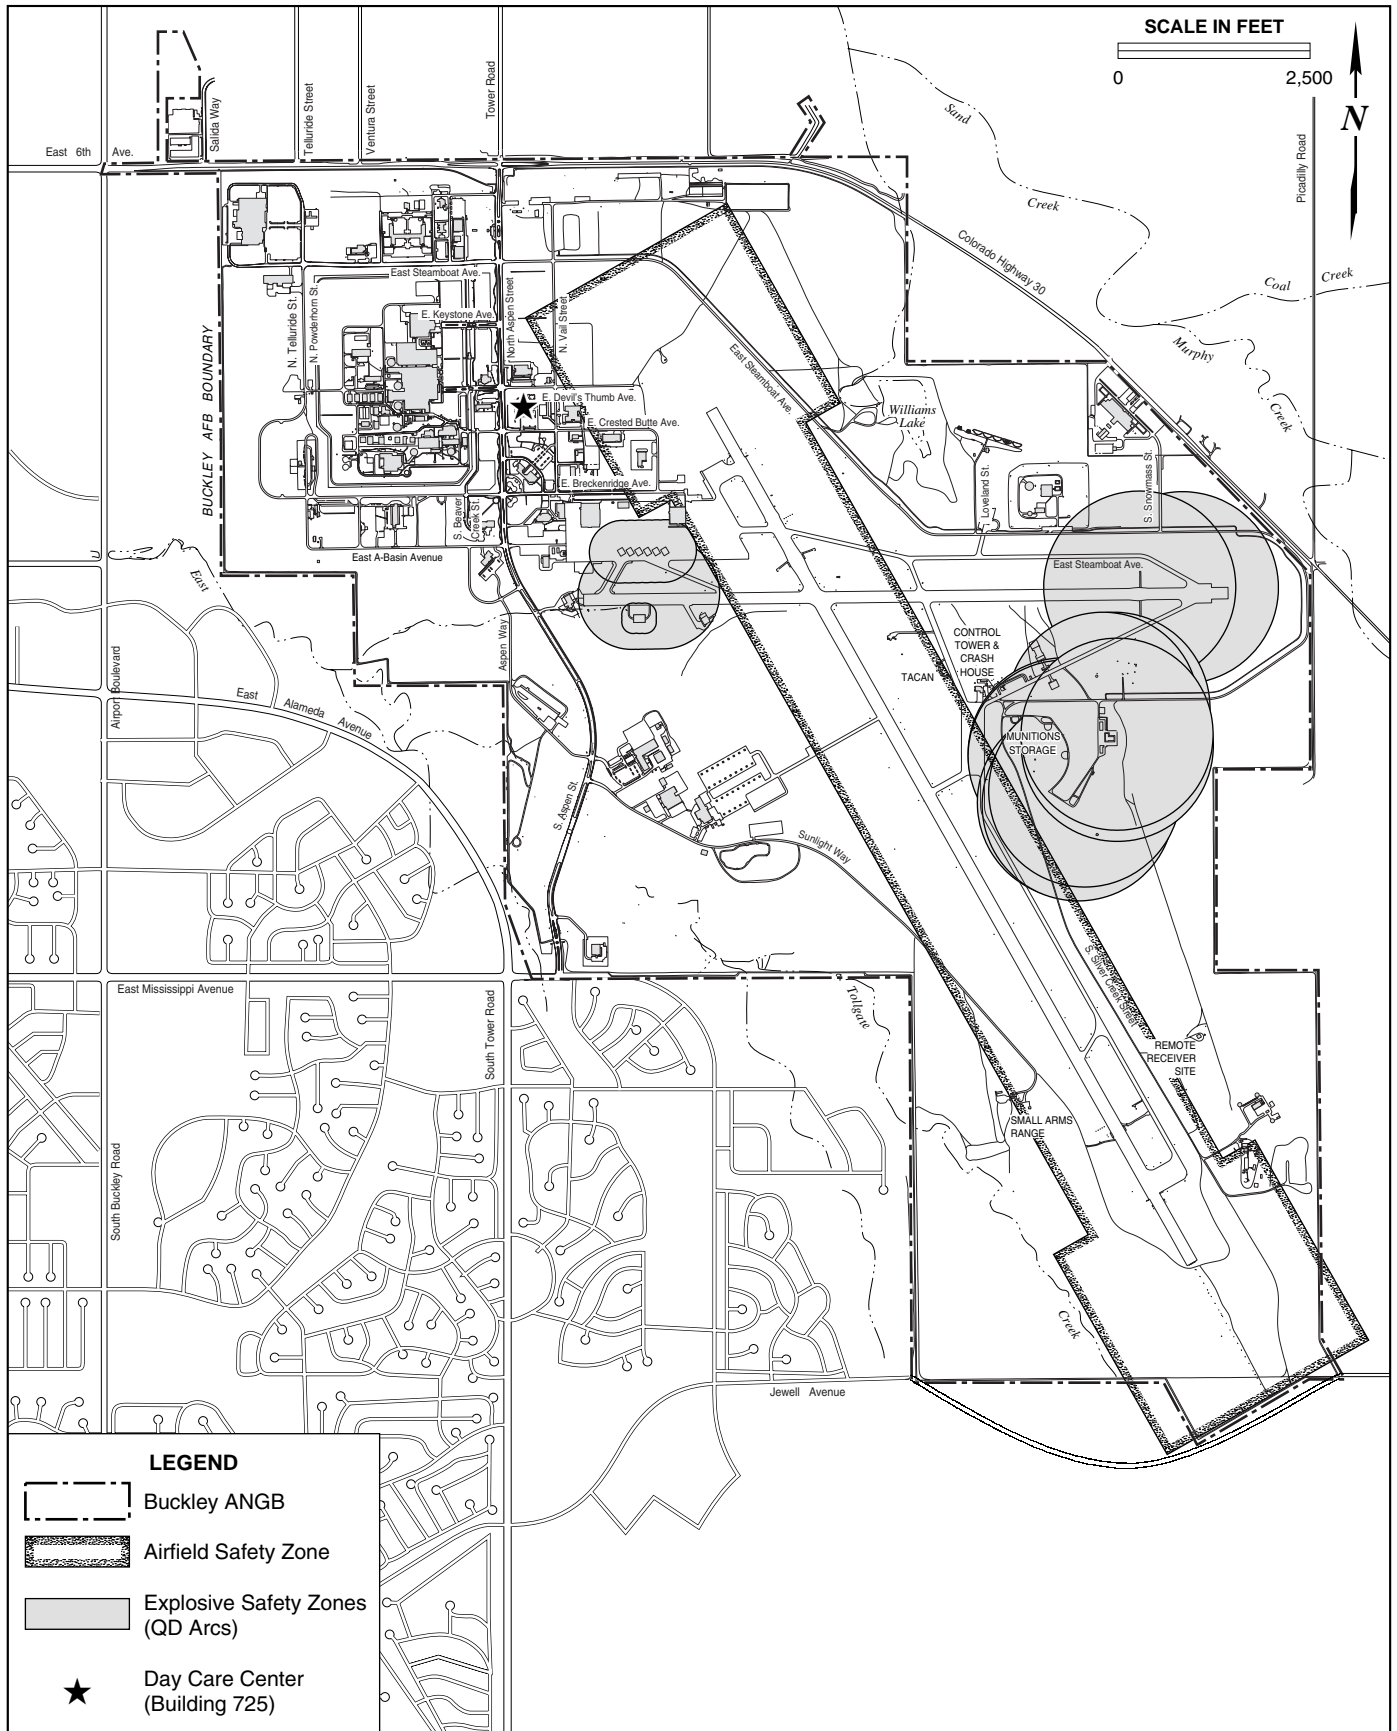 SCALE IN FEET
0 2,500
N
Sand
Creek
Coal Creek
Murphy
Creek
Picadilly Road
Colorado Highway 30
Salida Way
Telluride Street
Ventura Street
Tower Road
East 6th Ave.
East Steamboat Ave.
E. Keystone Ave.
N. Telluride St.
N. Powderhorn St.
North Aspen Street
N. Vail Street
East Steamboat Ave.
BUCKLEY AFB BOUNDARY
E. Devil's Thumb Ave.
E. Crested Butte Ave.
E. Breckenridge Ave.
Williams
Lake
Loveland St.
S. Snowmass St.
S. Beaver
Creek St.
East A-Basin Avenue
East Steamboat Ave.
East
Aspen Way
CONTROL
TOWER &
CRASH
HOUSE
TACAN
MUNITIONS
STORAGE
Airport Boulevard
East Alameda Avenue
S. Aspen St.
Sunlight Way
S. Silver Creek Street
East Mississippi Avenue
South Tower Road
Tollgate
REMOTE
RECEIVER
SITE
SMALL ARMS
RANGE
South Buckley Road
Creek
Jewell Avenue
LEGEND
Buckley ANGB
Airfield Safety Zone
Explosive Safety Zones
(QD Arcs)
Day Care Center
(Building 725)